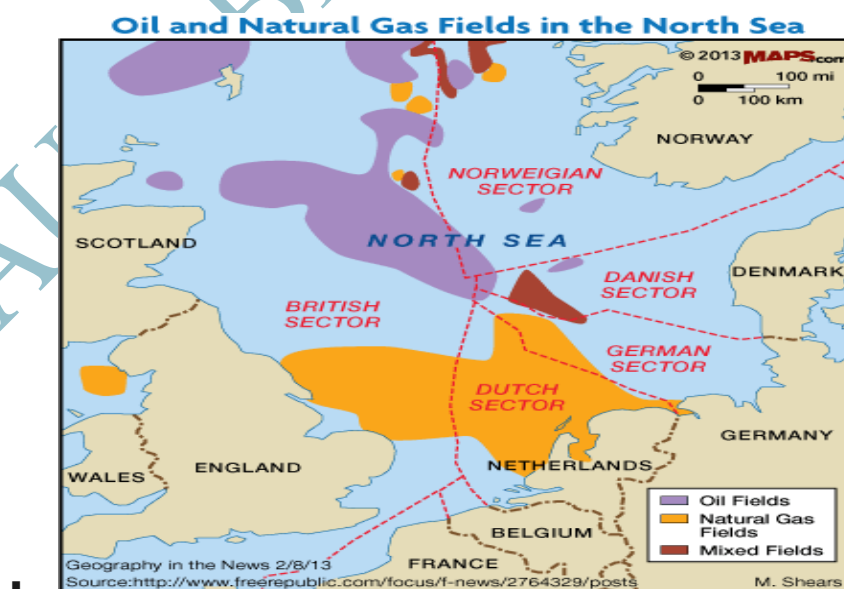 Oil and Natural Gas Fields in the North Sea
© 2013 MAPS.com
0 100 mi
0 100 km
NORWAY
NORWEIGIAN
SECTOR
SCOTLAND
NORTH SEA
DANISH
SECTOR
DENMARK
BRITISH
SECTOR
GERMAN
SECTOR
DUTCH
SECTOR
GERMANY
WALES
ENGLAND
NETHERLANDS
Oil Fields
Natural Gas
Fields
Mixed Fields
BELGIUM
FRANCE
Geography in the News 2/8/13
Source:http://www.freerepublic.com/focus/f-news/2764329/posts
M. Shears